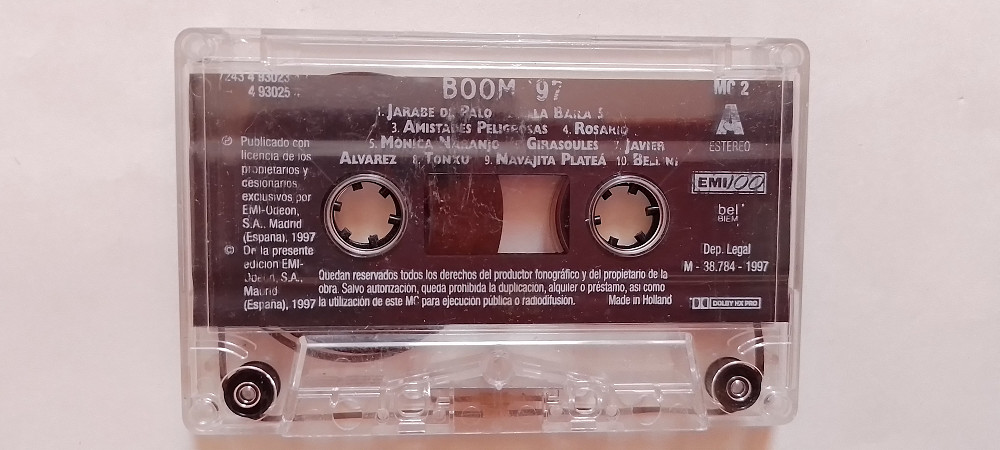 BOOM '97
7243 4 93023
4 93025
MC 2
A
ESTEREO
1. JARABE DE PALO BAILA 5
3. AMISTADES PELIGROSAS 4. ROSARIO
5. MÓNICA NARANJO GIRASOULES 7. JAVIER
ALVAREZ 8. TONXU 9. NAVAJITA PLATEÁ 10 BELLINI
℗ Publicado con
licencia de los
propietarios y
cesionarios
exclusivos por
EMI-Odeon,
S.A., Madrid
(España), 1997
© De la presente
edición EMI-
Odeon, S.A.,
Madrid
(España), 1997
EMI100
bel
BIEM
Dep. Legal
M - 38.784 - 1997
Quedan reservados todos los derechos del productor fonográfico y del propietario de la
obra. Salvo autorización, queda prohibida la duplicación, alquiler o préstamo, así como
la utilización de este MC para ejecución pública o radiodifusión. Made in Holland
DOLBY HX PRO